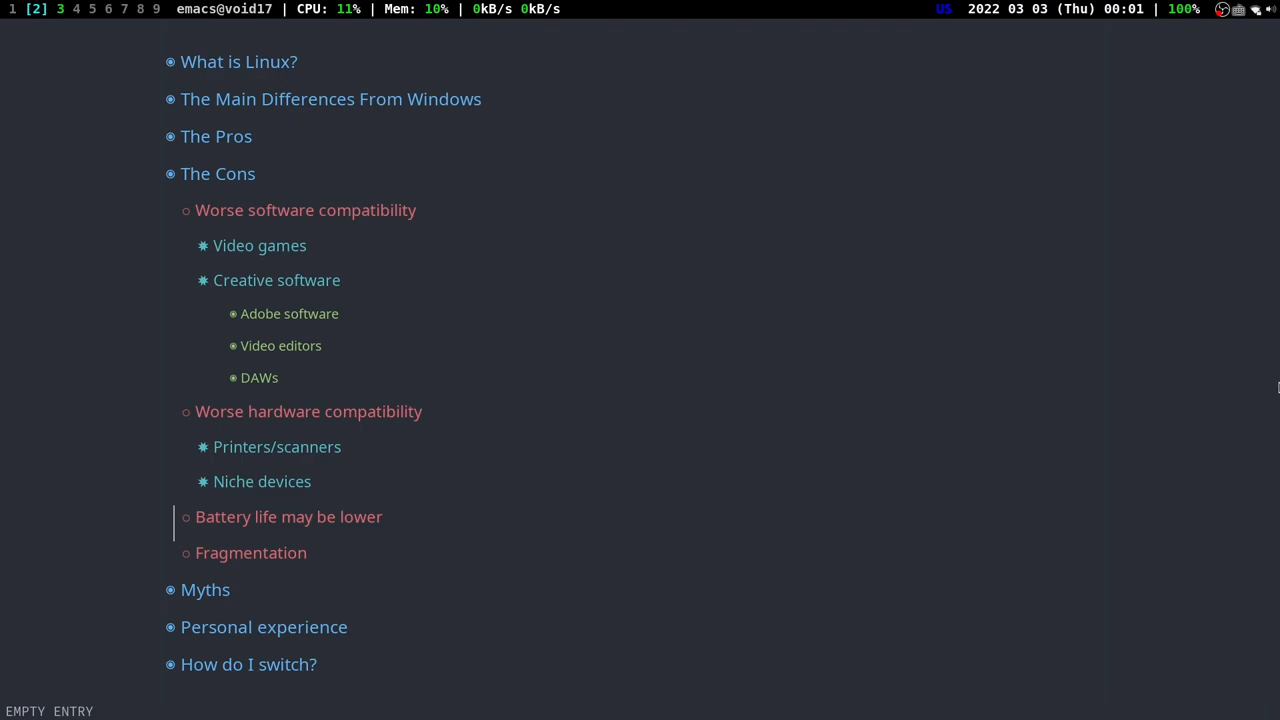 1 [2] 3 4 5 6 7 8 9 emacs@void17 | CPU: 11% | Mem: 10% | 0kB/s 0kB/s US 2022 03 03 (Thu) 00:01 | 100%
What is Linux?
The Main Differences From Windows
The Pros
The Cons
Worse software compatibility
Video games
Creative software
Adobe software
Video editors
DAWs
Worse hardware compatibility
Printers/scanners
Niche devices
Battery life may be lower
Fragmentation
Myths
Personal experience
How do I switch?
EMPTY ENTRY